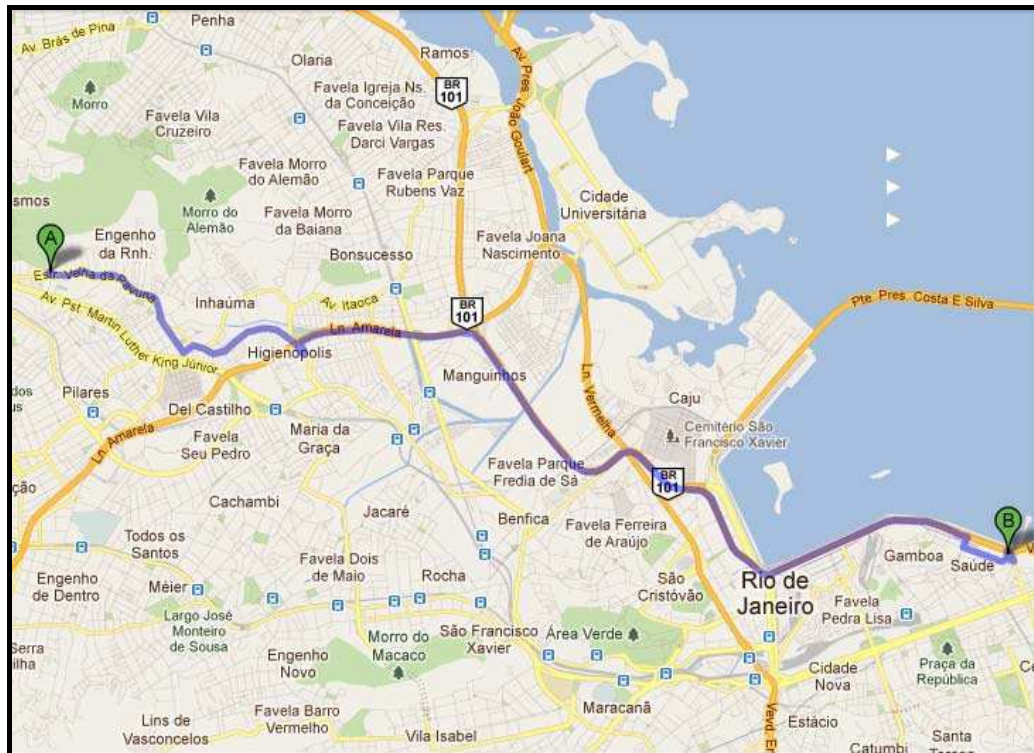 Penha
Av. Brás de Pina
Olaria
Ramos
BR
101
Av. Pres. João Goulart
Morro
Favela Igreja Ns.
da Conceição
Favela Vila
Cruzeiro
Favela Vila Res.
Darci Vargas
Favela Morro
do Alemão
Favela Parque
Rubens Vaz
Cidade
Universitária
osmos
Morro do
Alemão
Favela Morro
da Baiana
A
Engenho
da Rnh.
Favela Joana
Nascimento
Bonsucesso
Estr. Velha da Pavuna
Inhaúma
Av. Itaoca
BR
101
Pte. Pres. Costa E Silva
Av. Pst. Martin Luther King Júnior
Ln. Amarela
Higienópolis
Manguinhos
Ln. Vermelha
Pilares
Caju
dos
Del Castilho
Ln. Amarela
Maria da
Graça
Cemitério São
Francisco Xavier
Favela
Seu Pedro
Favela Parque
Fredia de Sá
BR
101
ção
Cachambi
Jacaré
Benfica
B
Todos os
Santos
Favela Ferreira
de Araújo
Gamboa
Saúde
Favela Dois
de Maio
Rocha
São
Cristóvão
Rio de
Janeiro
Engenho
de Dentro
Méier
Favela
Pedra Lisa
Largo José
Monteiro
de Sousa
São Francisco
Xavier
Área Verde
Serra
ilha
Engenho
Novo
Morro do
Macaco
Cidade
Nova
Praça da
República
Ce
Maracanã
Lins de
Vasconcelos
Favela Barro
Vermelho
Vila Isabel
Estácio
Catumbi
Santa